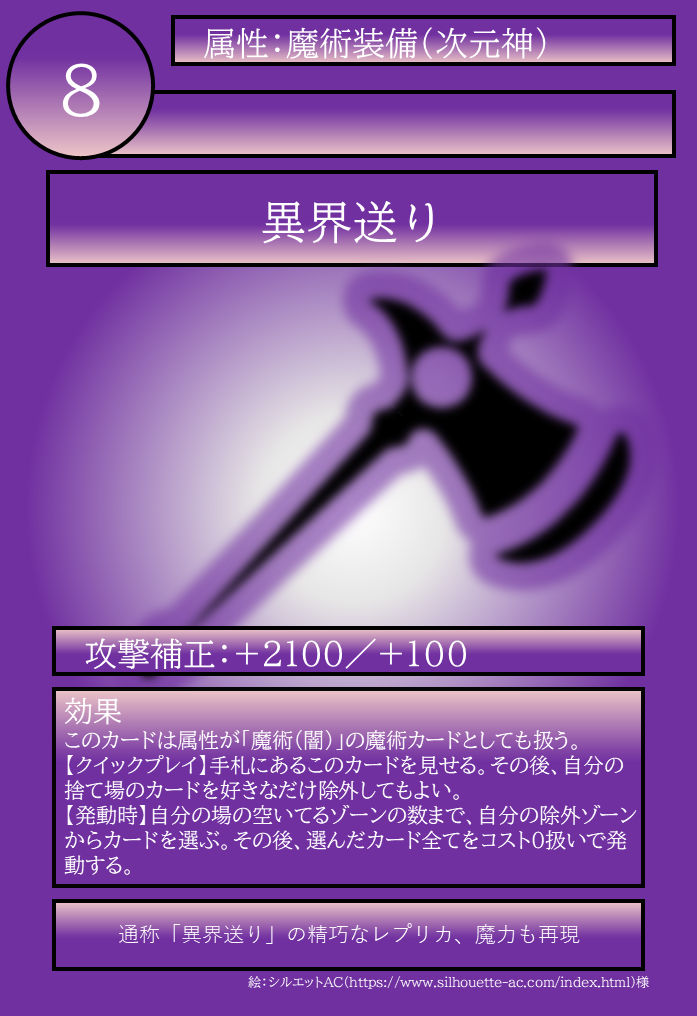 属性：魔術装備（次元神）
8
異界送り
攻撃補正：＋2100／＋100
効果
このカードは属性が「魔術（闇）」の魔術カードとしても扱う。
【クイックプレイ】手札にあるこのカードを見せる。その後、自分の
捨て場のカードを好きなだけ除外してもよい。
【発動時】自分の場の空いてるゾーンの数まで、自分の除外ゾーン
からカードを選ぶ。その後、選んだカード全てをコスト０扱いで発
動する。
通称「異界送り」の精巧なレプリカ、魔力も再現
絵：シルエットAC（https://www.silhouette-ac.com/index.html）様